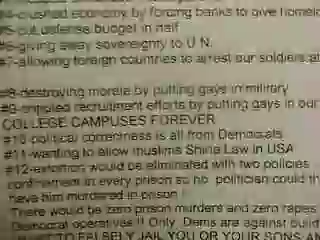 #4-crushed economy by forcing banks to give homelo
#5-cut defense budget in half
#6-giving away sovereignty to U N.
#7-allowing foreign countries to arrest our soldiers at
#8-destroying morale by putting gays in military
#9-crippled recruitment efforts by putting gays in our
COLLEGE CAMPUSES FOREVER
#10-political correctness is all from Democrats
#11-wanting to allow muslims Shiria Law in USA
#12-extortion would be eliminated with two policies
confinement in every prison so no politician could th
have him murdered in prison !
There would be zero prison murders and zero rapes
Democrat operatives !! Only Dems are against build
TO FALSELY JAIL YOU OR YOUR SONS AN